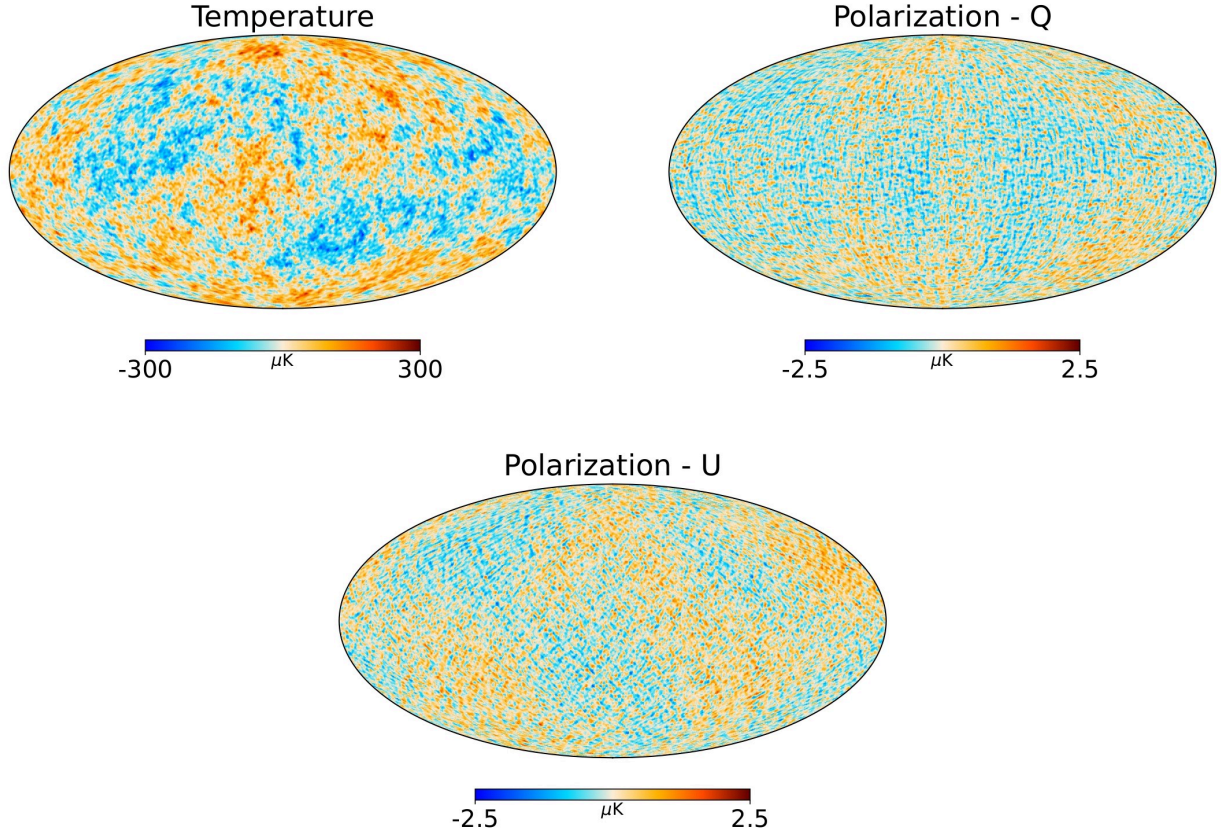 Temperature
Polarization - Q
μK
-300
300
μK
-2.5
2.5
Polarization - U
μK
-2.5
2.5